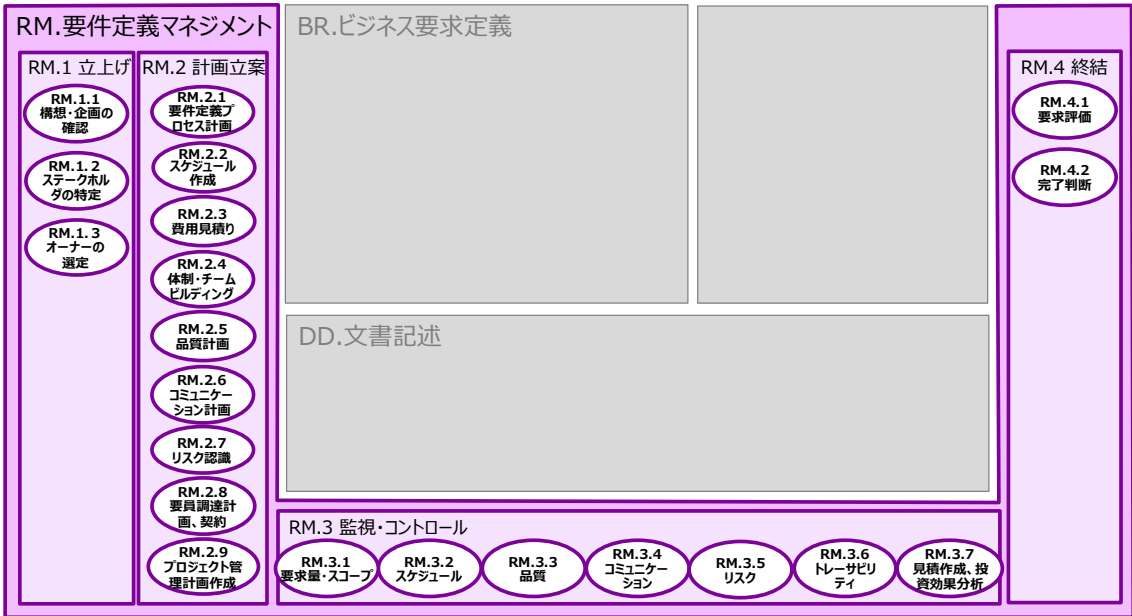 RM.要件定義マネジメント
RM.1 立上げ
RM.1.1
構想・企画の
確認
RM.1.2
ステークホル
ダの特定
RM.1.3
オーナーの
選定
RM.2 計画立案
RM.2.1
要件定義プ
ロセス計画
RM.2.2
スケジュール
作成
RM.2.3
費用見積り
RM.2.4
体制・チーム
ビルディング
RM.2.5
品質計画
RM.2.6
コミュニケー
ション計画
RM.2.7
リスク認識
RM.2.8
要員調達計
画、契約
RM.2.9
プロジェクト管
理計画作成
BR.ビジネス要求定義
DD.文書記述
RM.3 監視・コントロール
RM.3.1
要求量・スコープ
RM.3.2
スケジュール
RM.3.3
品質
RM.3.4
コミュニケー
ション
RM.3.5
リスク
RM.3.6
トレーサビリ
ティ
RM.3.7
見積作成、投
資効果分析
RM.4 終結
RM.4.1
要求評価
RM.4.2
完了判断